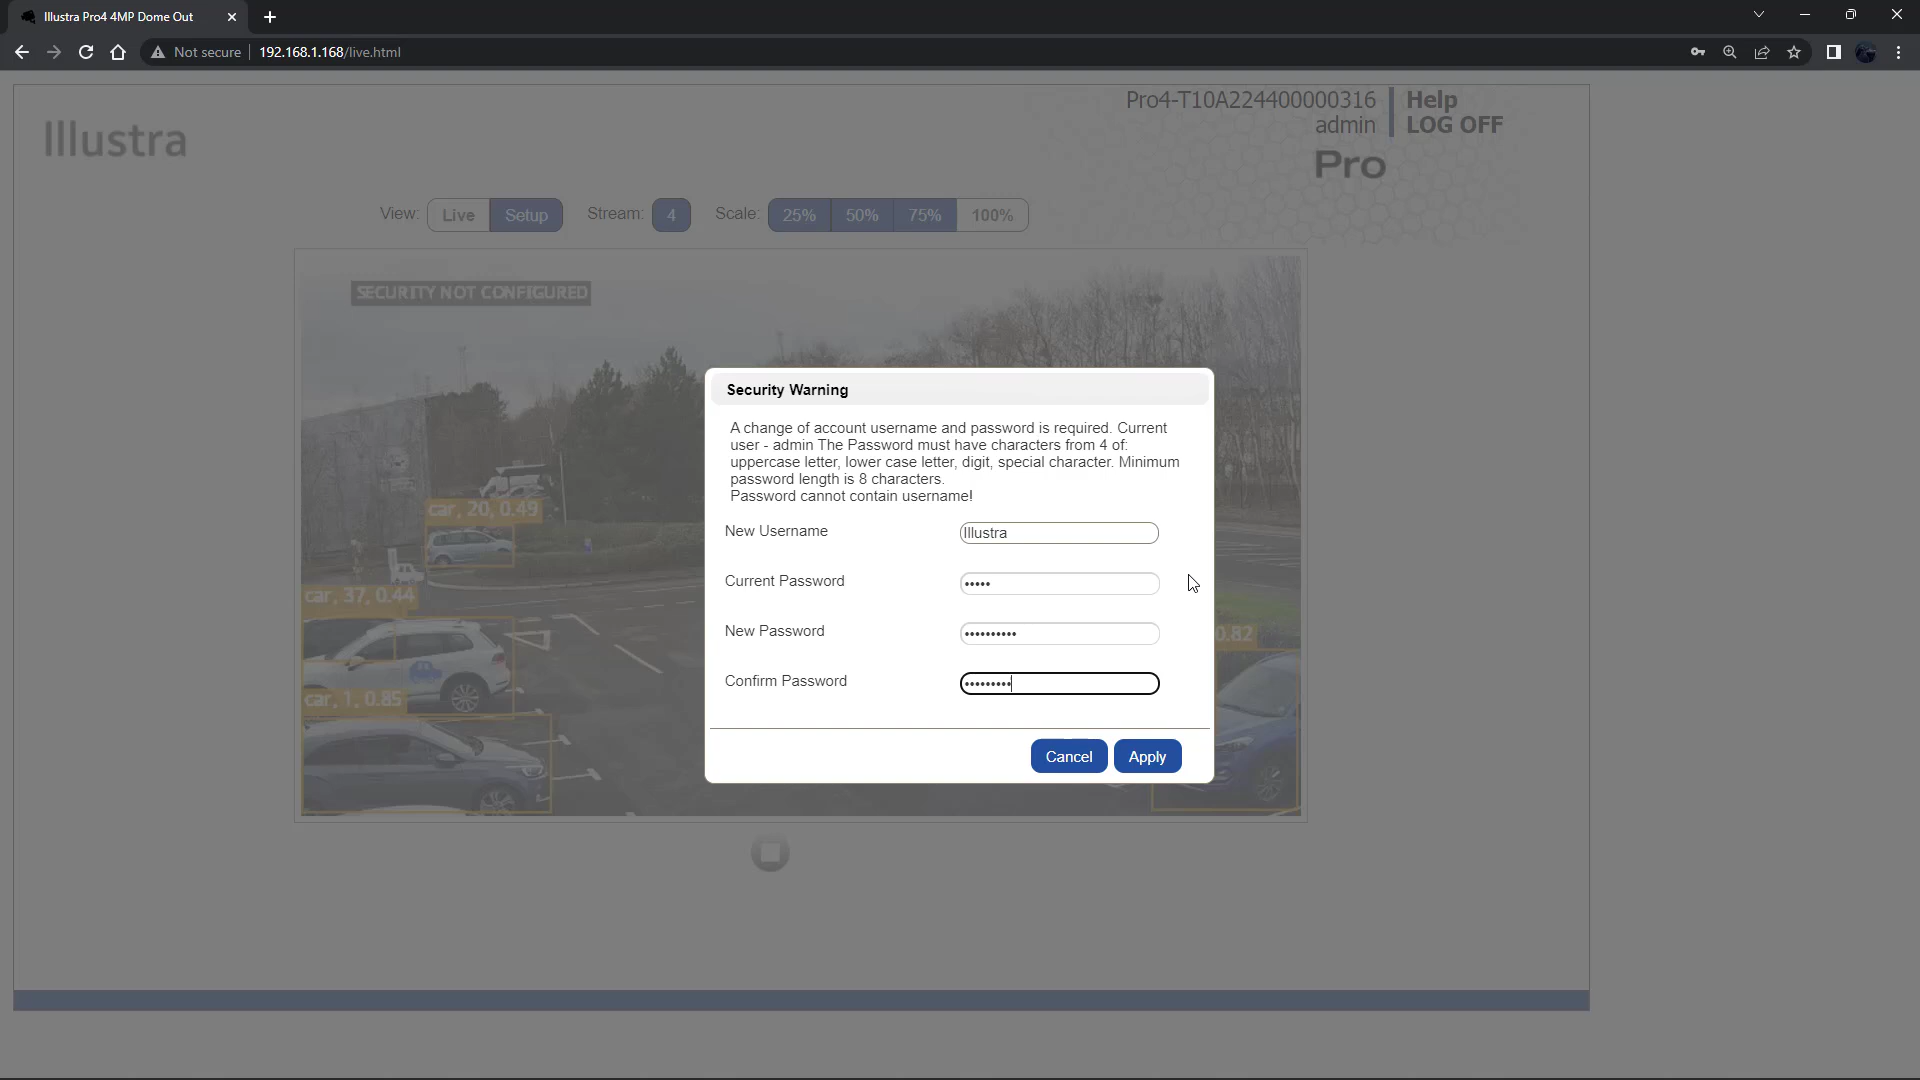 Illustra Pro4 4MP Dome Out
Not secure 192.168.1.168/live.html
Illustra
Pro4-T10A224400000316 Help
admin LOG OFF
Pro
View: Live Setup Stream: 4 Scale: 25% 50% 75% 100%
SECURITY NOT CONFIGURED
Security Warning
A change of account username and password is required. Current
user - admin The Password must have characters from 4 of:
uppercase letter, lower case letter, digit, special character. Minimum
password length is 8 characters.
Password cannot contain username!
New Username Illustra
Current Password •••••
New Password ••••••••••
Confirm Password •••••••••
Cancel Apply
car, 20, 0.49
car, 37, 0.44
0.82
car, 1, 0.85